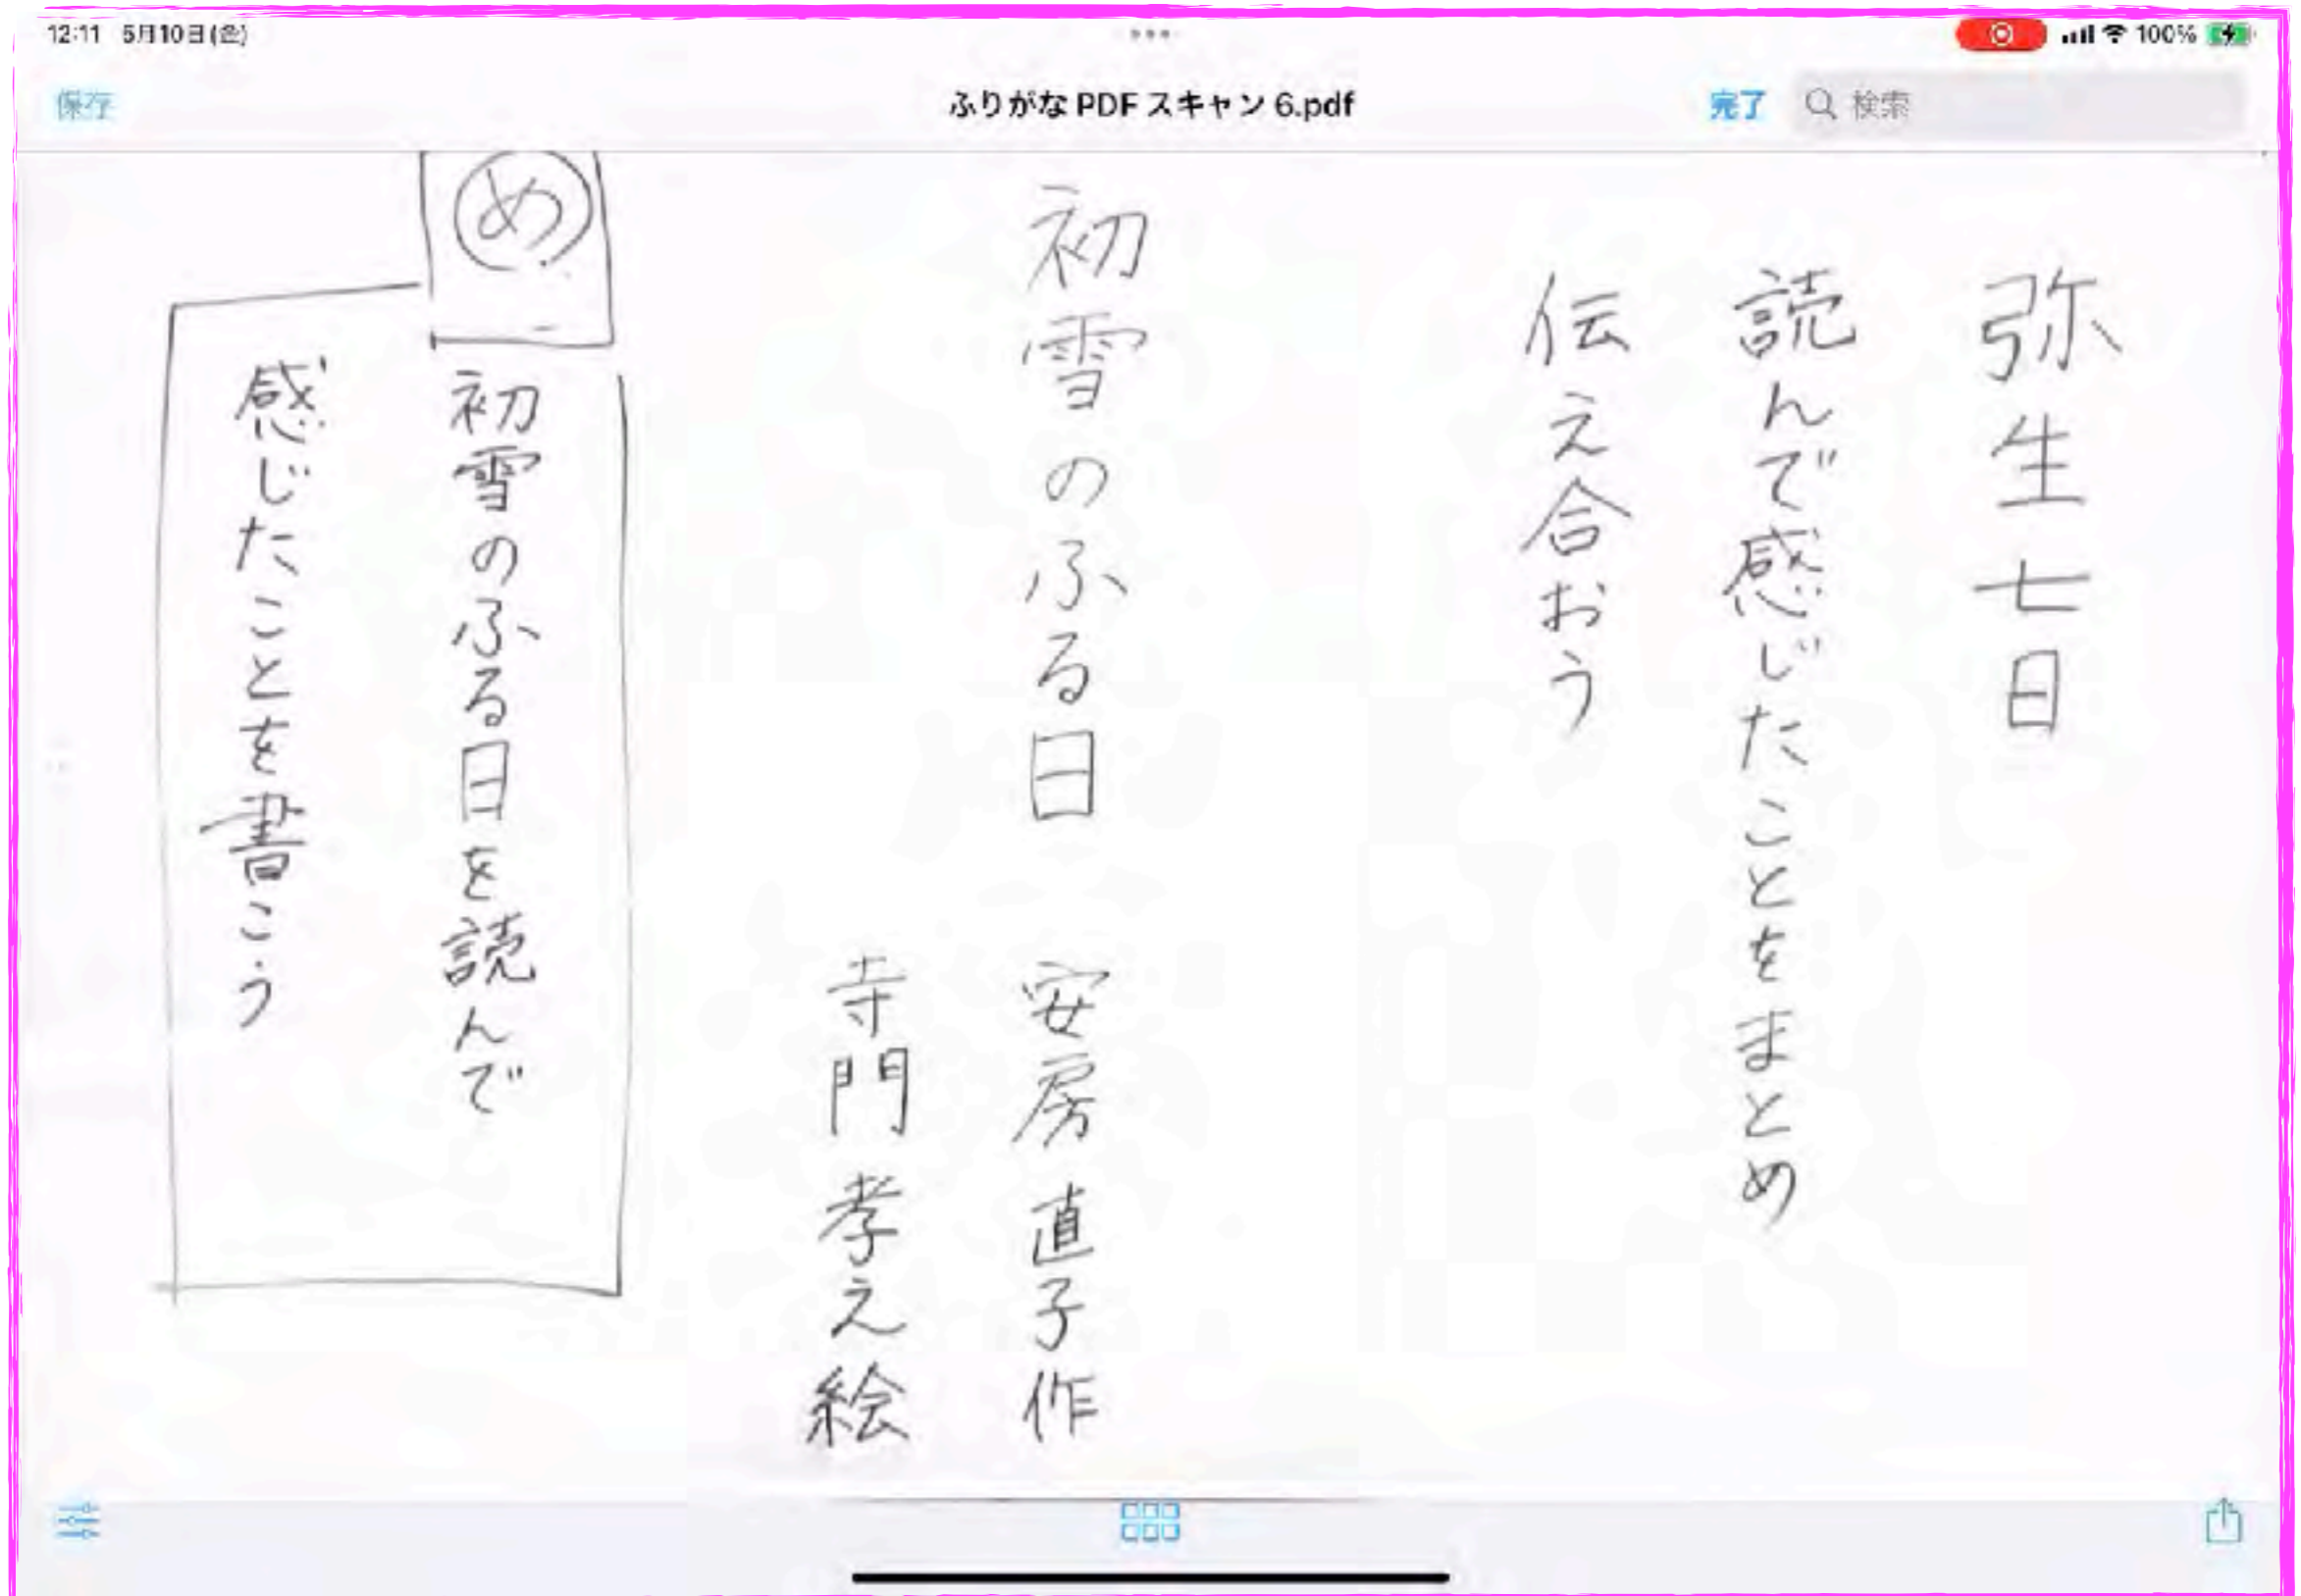 12:11 5月10日(金)
100%
保存
ふりがな PDF スキャン 6.pdf
完了
検索
弥生七日
読んで感じたことをまとめ
伝え合おう
初雪のふる日
安房直子作
寺門孝え絵
め
初雪のふる日を読んで
感じたことを書こう